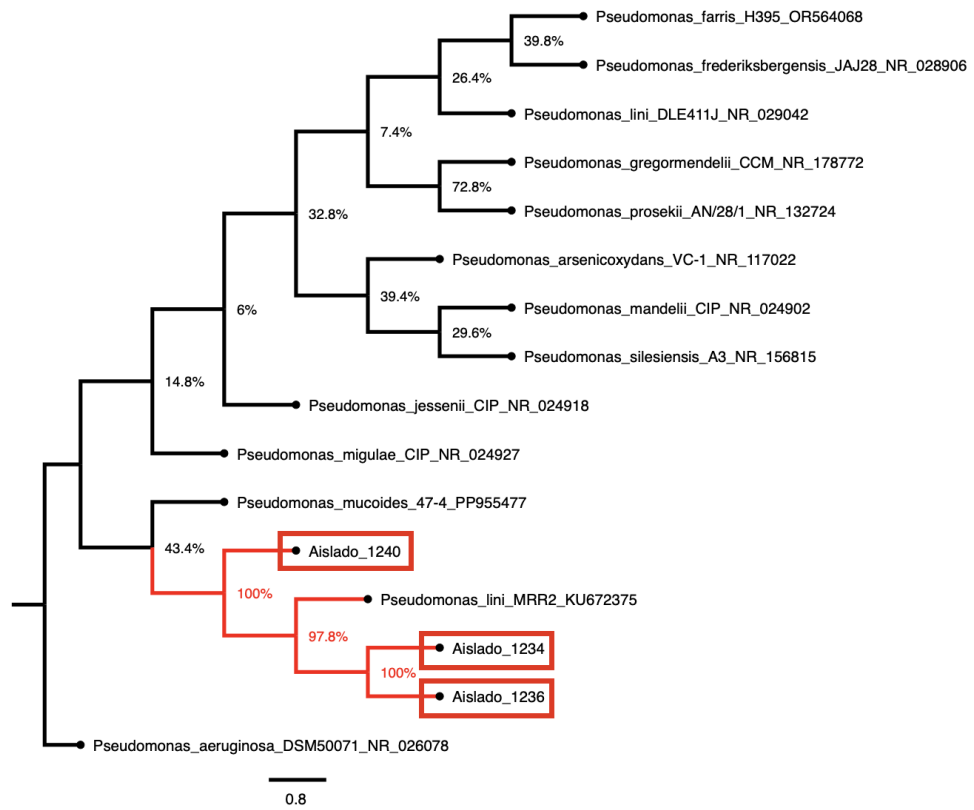 Pseudomonas_farris_H395_OR564068
39.8%
Pseudomonas_frederiksbergensis_JAJ28_NR_028906
26.4%
Pseudomonas_lini_DLE411J_NR_029042
7.4%
Pseudomonas_gregormendelii_CCM_NR_178772
72.8%
Pseudomonas_prosekii_AN/28/1_NR_132724
32.8%
Pseudomonas_arsenicoxydans_VC-1_NR_117022
39.4%
Pseudomonas_mandelii_CIP_NR_024902
6%
29.6%
Pseudomonas_silesiensis_A3_NR_156815
14.8%
Pseudomonas_jessenii_CIP_NR_024918
Pseudomonas_migulae_CIP_NR_024927
Pseudomonas_mucoides_47-4_PP955477
43.4%
Aislado_1240
100%
Pseudomonas_lini_MRR2_KU672375
97.8%
Aislado_1234
100%
Aislado_1236
Pseudomonas_aeruginosa_DSM50071_NR_026078
0.8